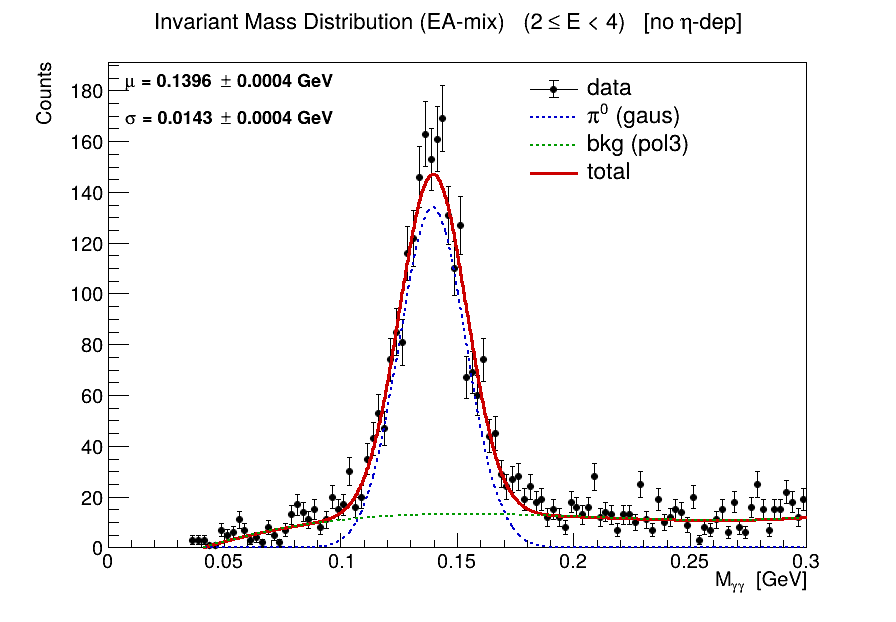 Invariant Mass Distribution (EA-mix) (2 ≤ E < 4) [no η-dep]
Counts
μ = 0.1396 ± 0.0004 GeV
σ = 0.0143 ± 0.0004 GeV
data
π⁰ (gaus)
bkg (pol3)
total
180
160
140
120
100
80
60
40
20
0
0 0.05 0.1 0.15 0.2 0.25 0.3
Mγγ [GeV]